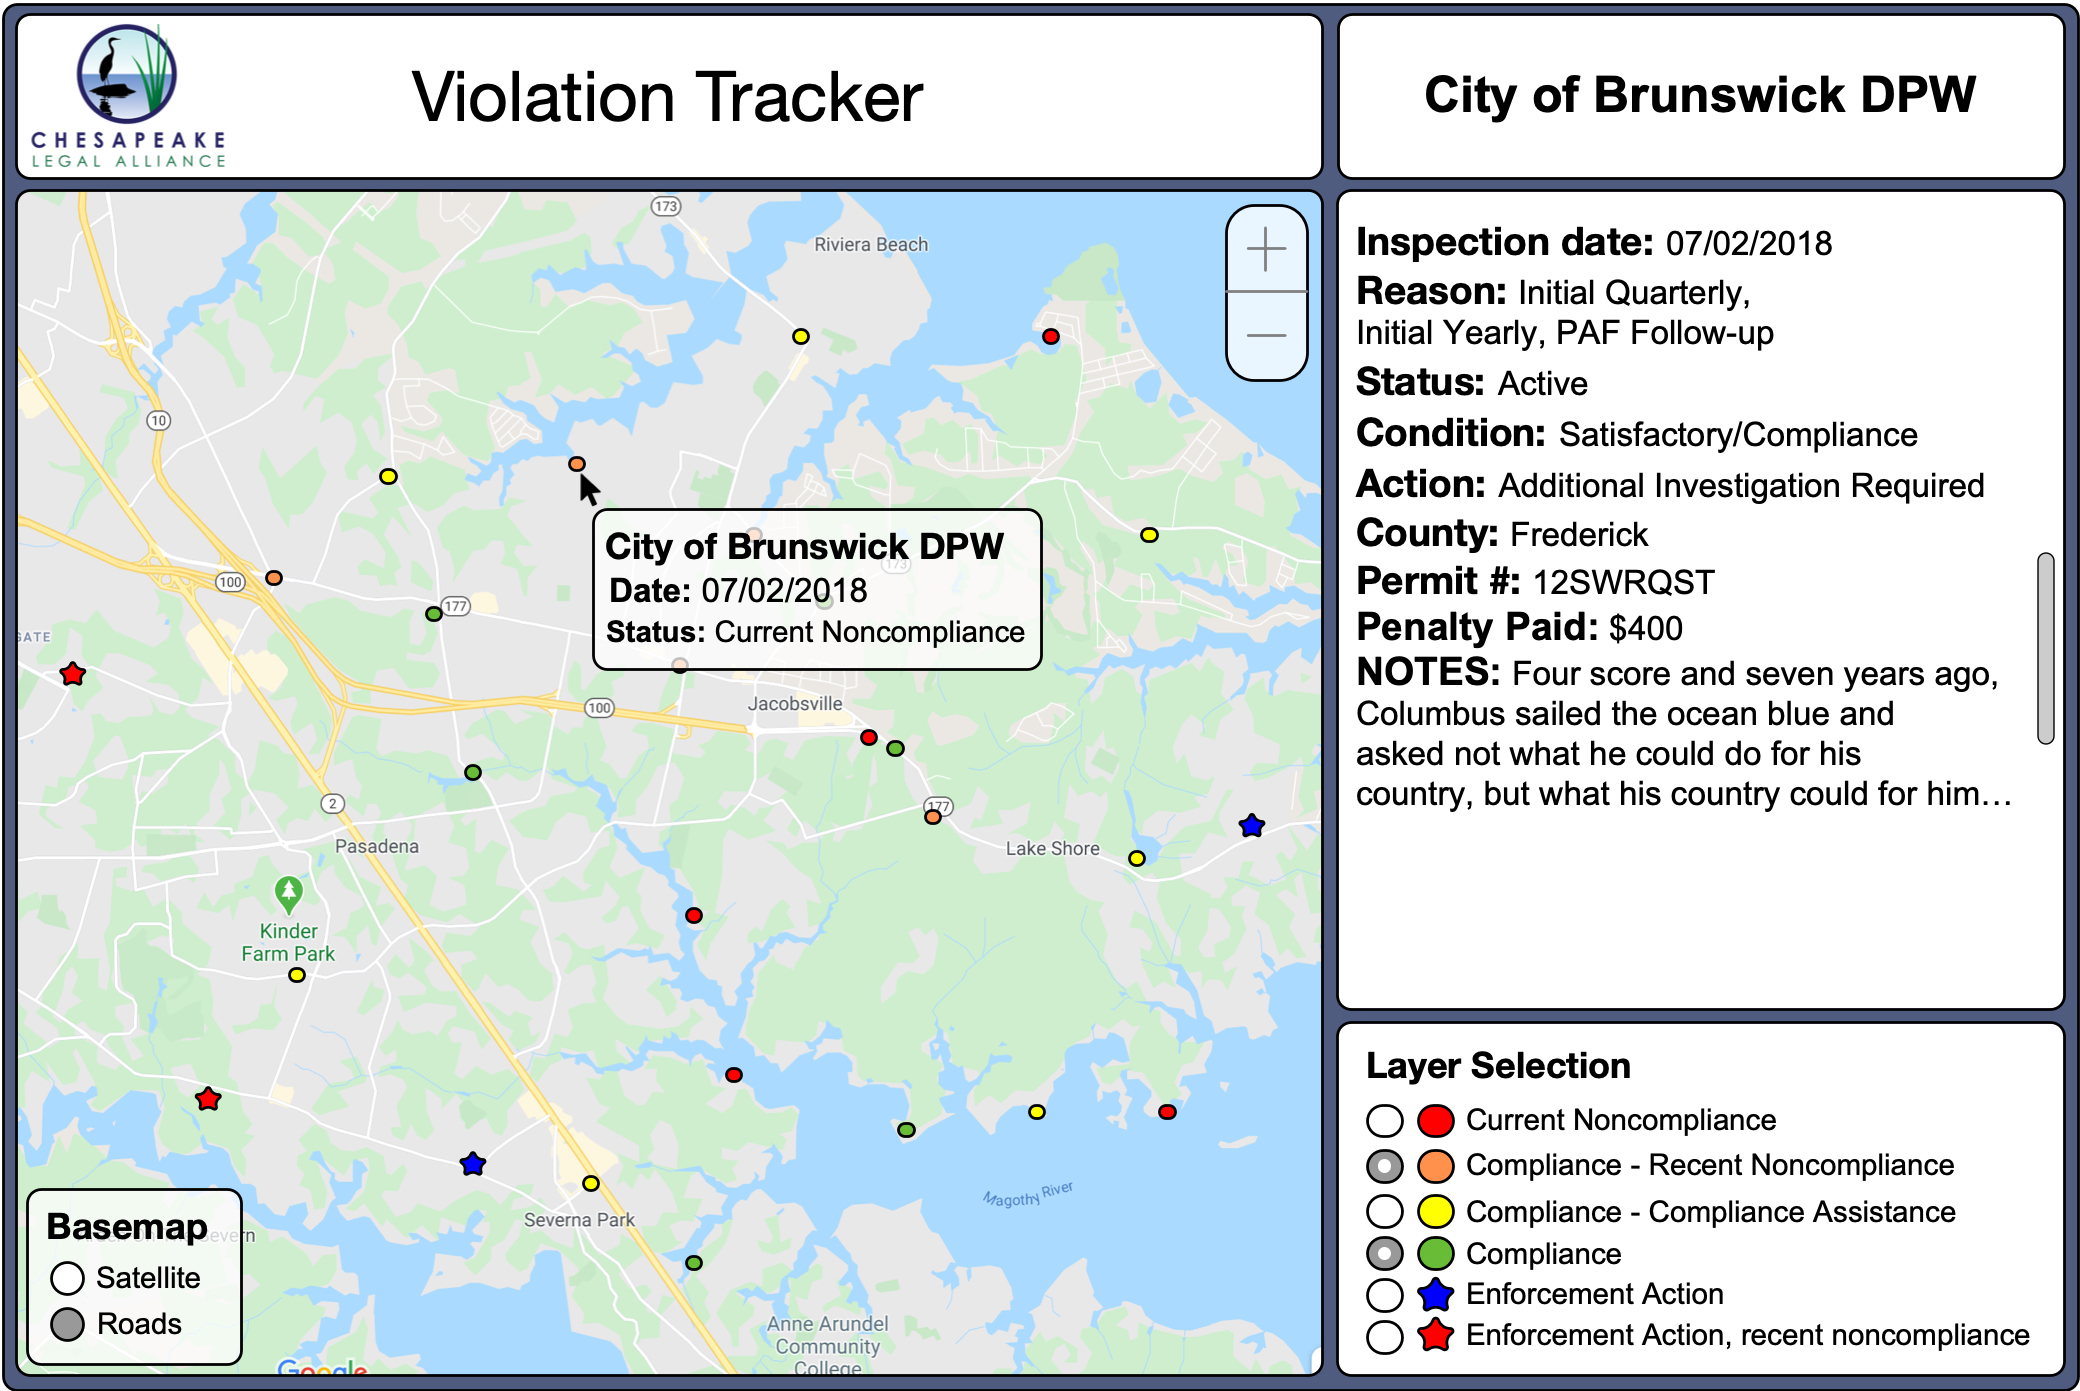 CHESAPEAKE
LEGAL ALLIANCE
Violation Tracker
City of Brunswick DPW
173
Riviera Beach
10
100
177
173
City of Brunswick DPW
Date: 07/02/2018
Status: Current Noncompliance
GATE
Jacobsville
100
2
177
Pasadena
Lake Shore
Kinder
Farm Park
Magothy River
Severna Park
Anne Arundel
Community
College
Google
Basemap
Satellite
Roads
Inspection date: 07/02/2018
Reason: Initial Quarterly,
Initial Yearly, PAF Follow-up
Status: Active
Condition: Satisfactory/Compliance
Action: Additional Investigation Required
County: Frederick
Permit #: 12SWRQST
Penalty Paid: $400
NOTES: Four score and seven years ago,
Columbus sailed the ocean blue and
asked not what he could do for his
country, but what his country could for him…
Layer Selection
Current Noncompliance
Compliance - Recent Noncompliance
Compliance - Compliance Assistance
Compliance
Enforcement Action
Enforcement Action, recent noncompliance